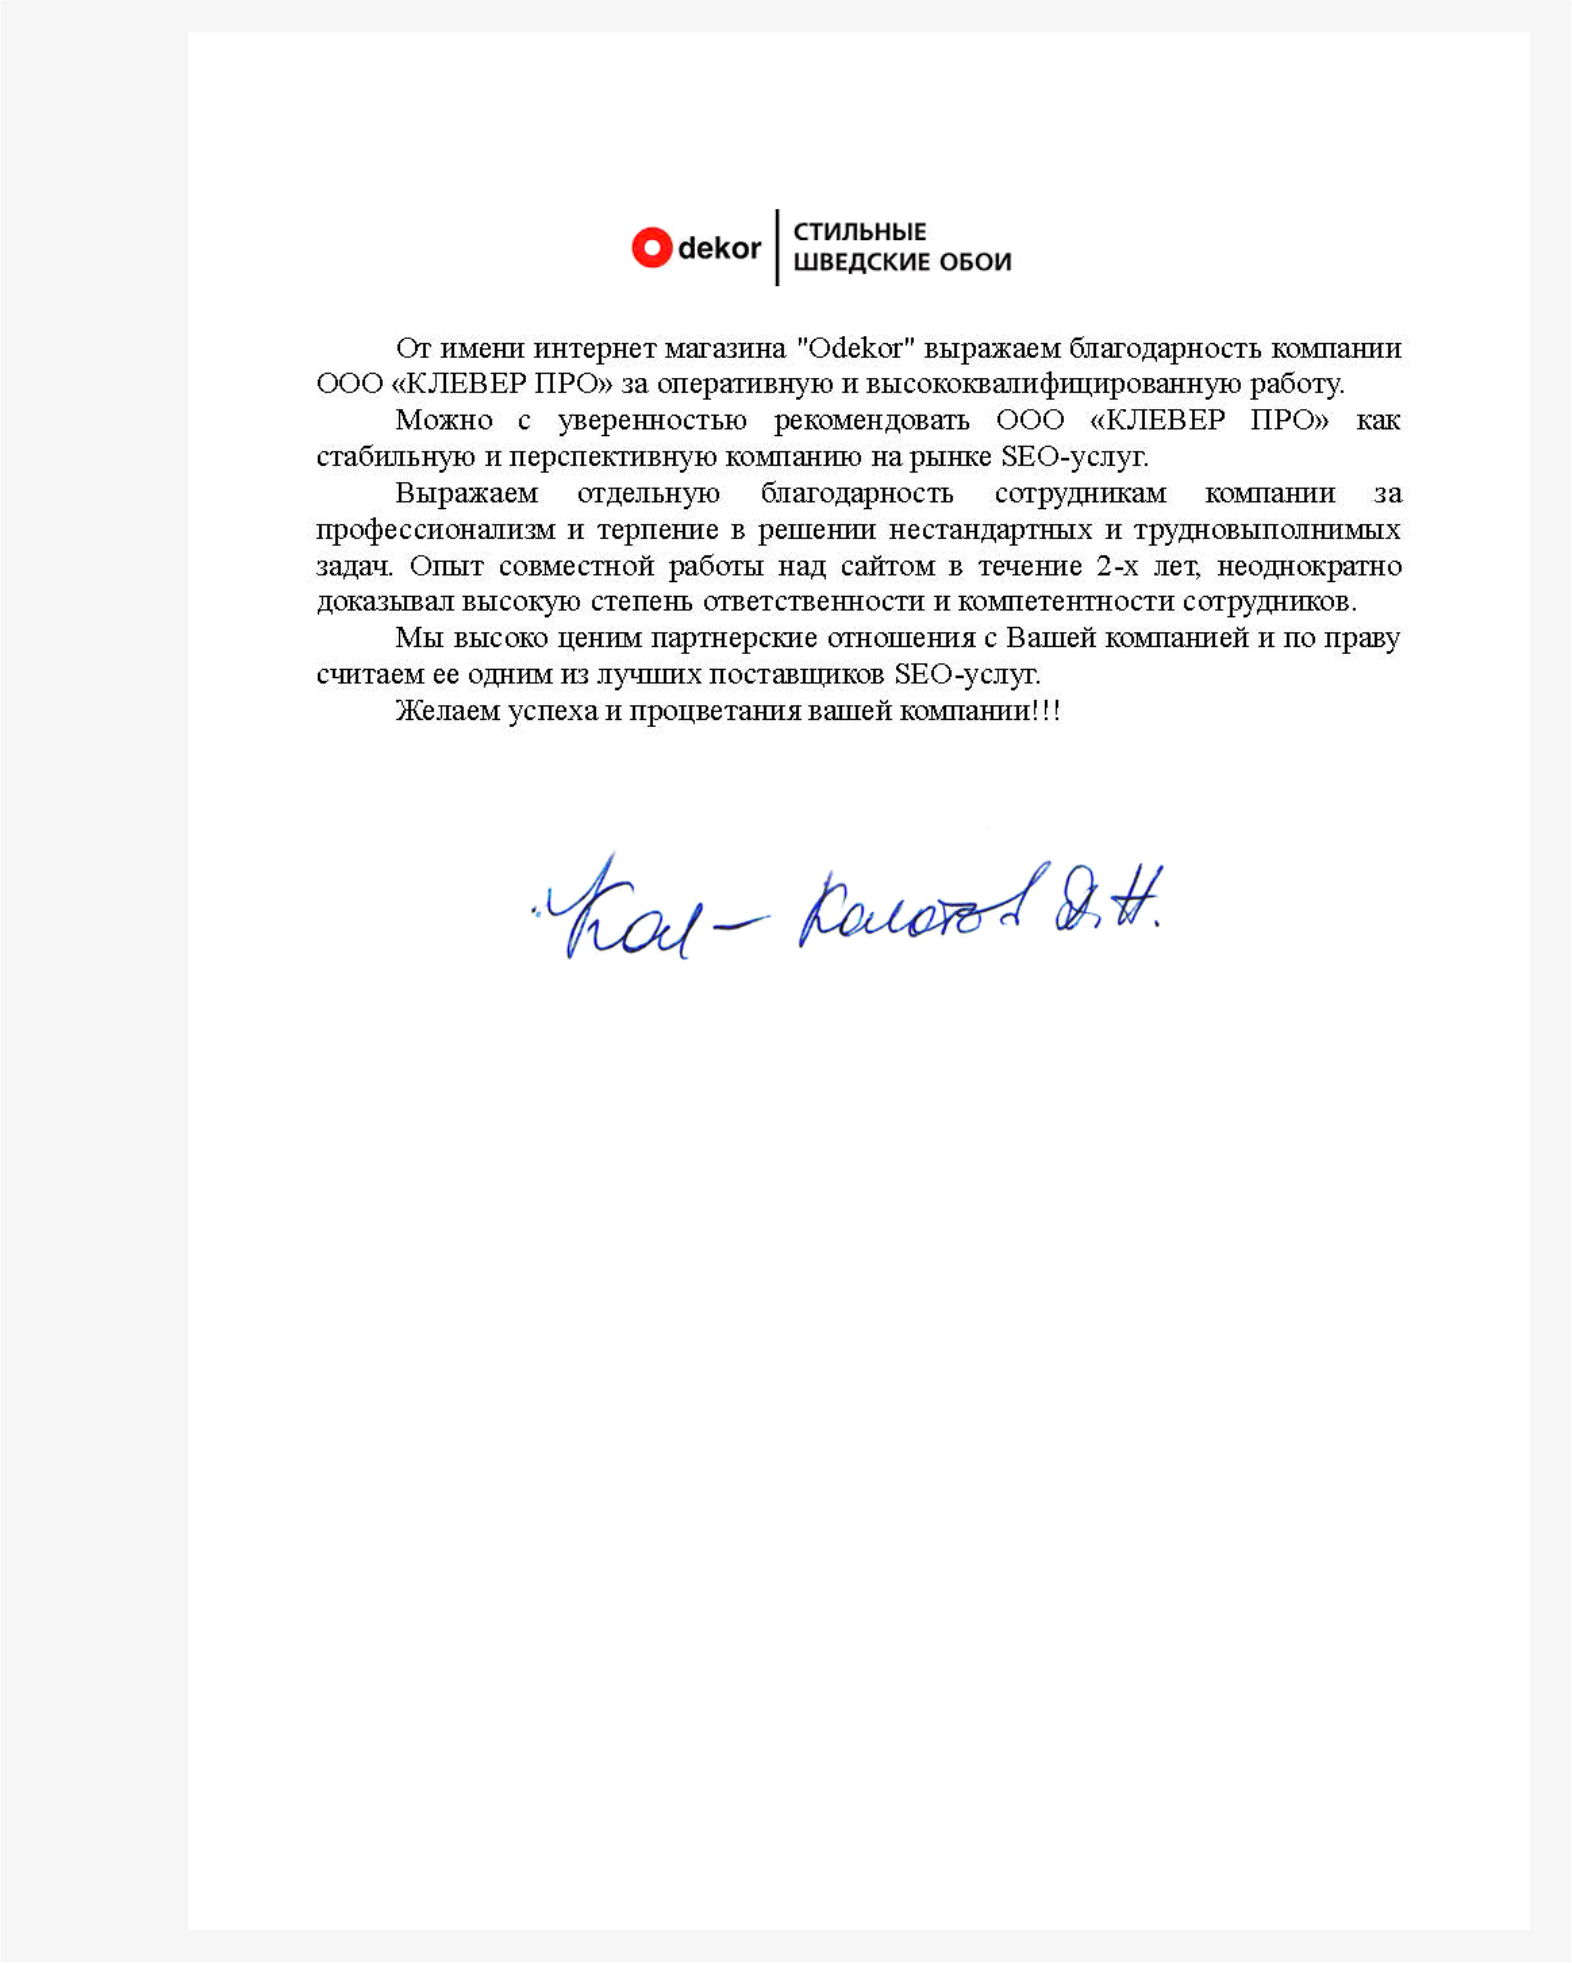 Odekor
СТИЛЬНЫЕ
ШВЕДСКИЕ ОБОИ
От имени интернет магазина "Odekor" выражаем благодарность компании
ООО «КЛЕВЕР ПРО» за оперативную и высококвалифицированную работу.
Можно с уверенностью рекомендовать ООО «КЛЕВЕР ПРО» как
стабильную и перспективную компанию на рынке SEO-услуг.
Выражаем отдельную благодарность сотрудникам компании за
профессионализм и терпение в решении нестандартных и трудновыполнимых
задач. Опыт совместной работы над сайтом в течение 2-х лет, неоднократно
доказывал высокую степень ответственности и компетентности сотрудников.
Мы высоко ценим партнерские отношения с Вашей компанией и по праву
считаем ее одним из лучших поставщиков SEO-услуг.
Желаем успеха и процветания вашей компании!!!